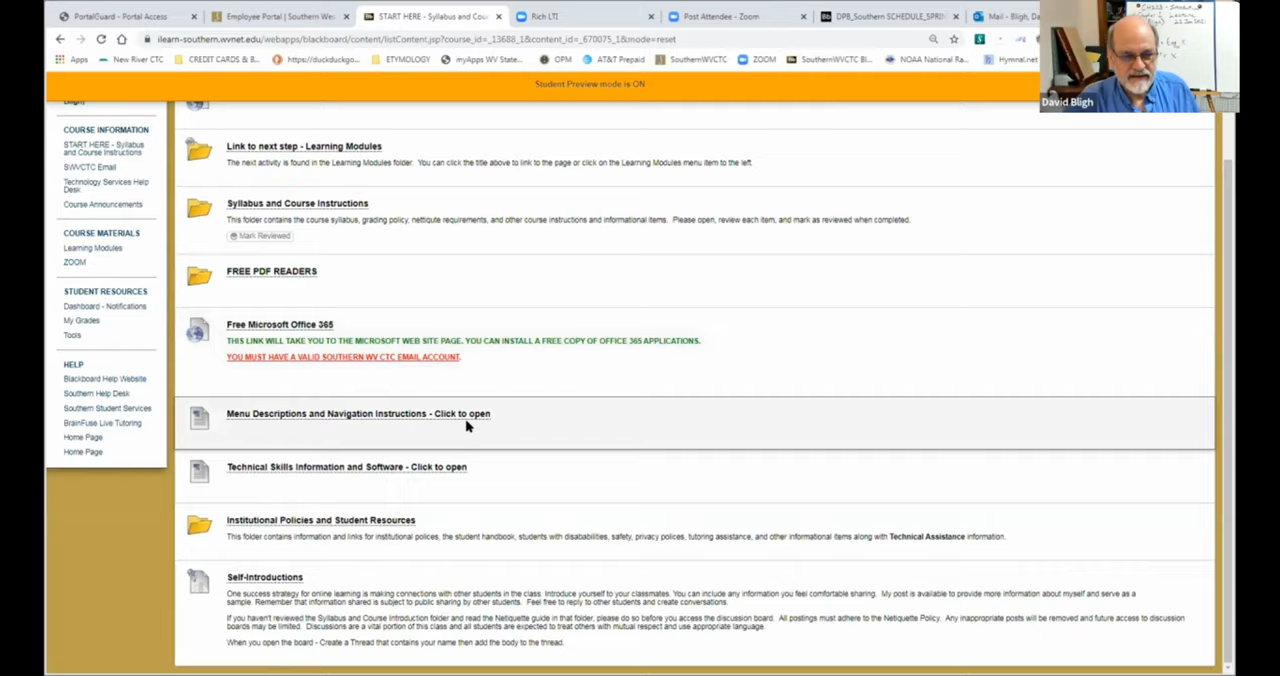 PortalGuard - Portal Access
Employee Portal | Southern Wes
START HERE - Syllabus and Cou
Rich LTI
Post Attendee - Zoom
DPB_Southern SCHEDULE_SPRIN
Mail - Bligh, Da
ilearn-southern.wvnet.edu/webapps/blackboard/content/listContent.jsp?course_id=_13688_1&content_id=_670075_1&mode=reset
Apps
New River CTC
CREDIT CARDS & B...
https://duckduckgo...
ETYMOLOGY
myApps WV State...
OPM
AT&T Prepaid
SouthernWVCTC
ZOOM
SouthernWVCTC Bl...
NOAA National Ra...
Hymnal.net
Student Preview mode is ON
David Bligh
Bligh)
COURSE INFORMATION
START HERE - Syllabus
and Course Instructions
SWVCTC Email
Technology Services Help
Desk
Course Announcements
COURSE MATERIALS
Learning Modules
ZOOM
STUDENT RESOURCES
Dashboard - Notifications
My Grades
Tools
HELP
Blackboard Help Website
Southern Help Desk
Southern Student Services
BrainFuse Live Tutoring
Home Page
Home Page
Link to next step - Learning Modules
The next activity is found in the Learning Modules folder. You can click the title above to link to the page or click on the Learning Modules menu item to the left.
Syllabus and Course Instructions
This folder contains the course syllabus, grading policy, nettiqute requirements, and other course instructions and informational items. Please open, review each item, and mark as reviewed when completed.
Mark Reviewed
FREE PDF READERS
Free Microsoft Office 365
THIS LINK WILL TAKE YOU TO THE MICROSOFT WEB SITE PAGE. YOU CAN INSTALL A FREE COPY OF OFFICE 365 APPLICATIONS.
YOU MUST HAVE A VALID SOUTHERN WV CTC EMAIL ACCOUNT.
Menu Descriptions and Navigation Instructions - Click to open
Technical Skills Information and Software - Click to open
Institutional Policies and Student Resources
This folder contains information and links for institutional polices, the student handbook, students with disabilities, safety, privacy polices, tutoring assistance, and other informational items along with Technical Assistance information.
Self-Introductions
One success strategy for online learning is making connections with other students in the class. Introduce yourself to your classmates. You can include any information you feel comfortable sharing. My post is available to provide more information about myself and serve as a
sample. Remember that information shared is subject to public sharing by other students. Feel free to reply to other students and create conversations.
If you haven't reviewed the Syllabus and Course Introduction folder and read the Netiquette guide in that folder, please do so before you access the discussion board. All postings must adhere to the Netiquette Policy. Any inappropriate posts will be removed and future access to discussion
boards may be limited. Discussions are a vital portion of this class and all students are expected to treat others with mutual respect and use appropriate language.
When you open the board - Create a Thread that contains your name then add the body to the thread.